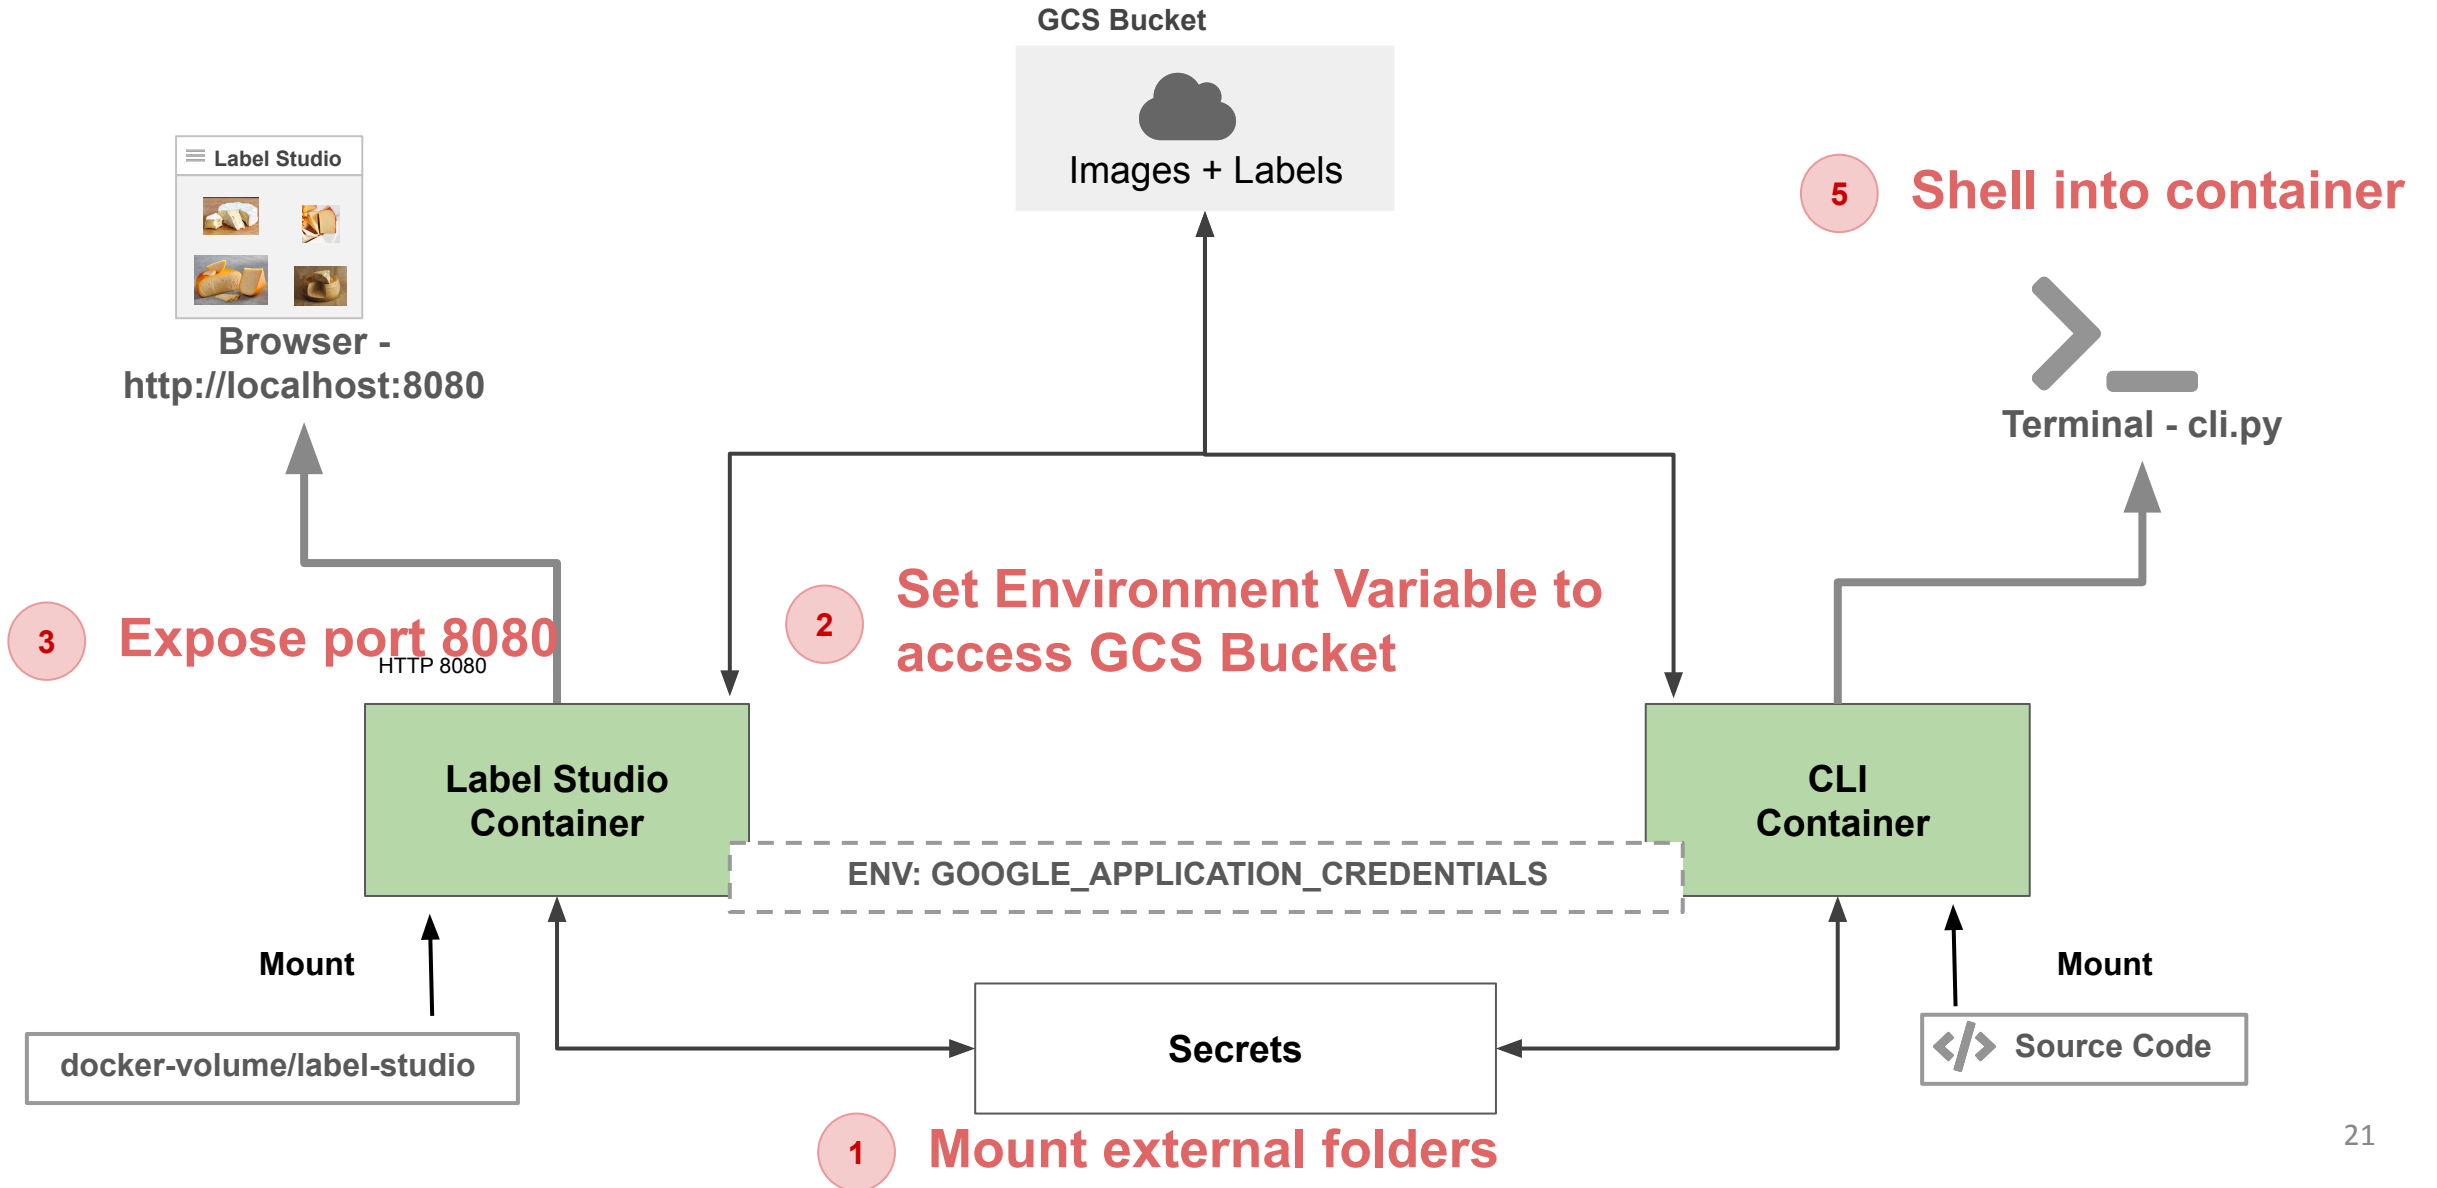 GCS Bucket
Images + Labels
Label Studio
Browser -
http://localhost:8080
5
Shell into container
Terminal - cli.py
3
Expose port 8080
HTTP 8080
2
Set Environment Variable to
access GCS Bucket
Label Studio
Container
CLI
Container
ENV: GOOGLE_APPLICATION_CREDENTIALS
Mount
docker-volume/label-studio
Secrets
Mount
</> Source Code
1
Mount external folders
21